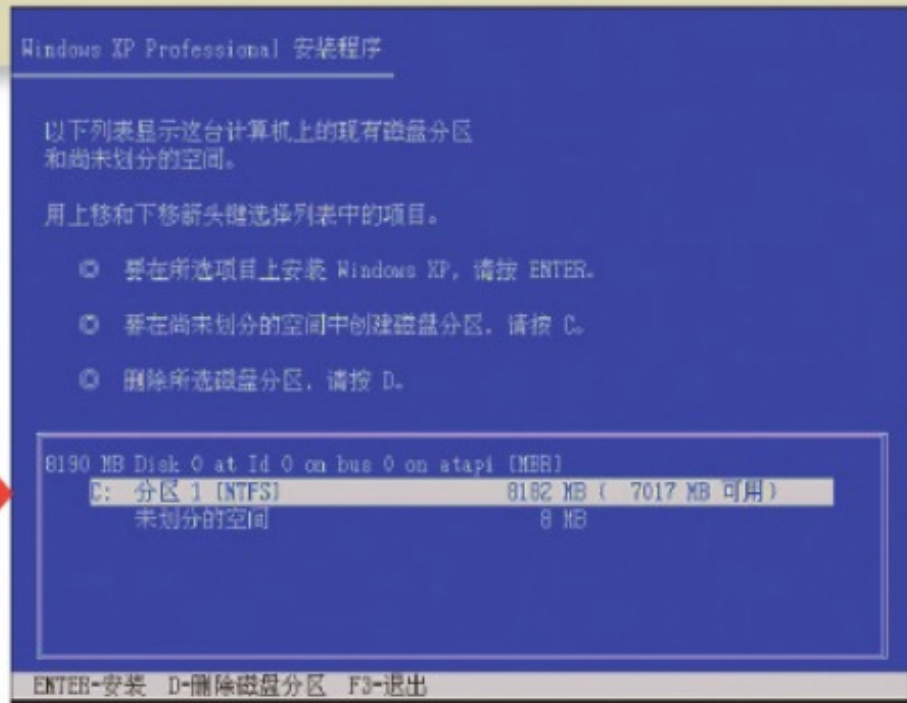 Windows XP Professional 安装程序
以下列表显示这台计算机上的现有磁盘分区
和尚未划分的空间。
用上移和下移箭头键选择列表中的项目。
◎ 要在所选项目上安装 Windows XP，请按 ENTER。
◎ 要在尚未划分的空间中创建磁盘分区，请按 C。
◎ 删除所选磁盘分区，请按 D。
8190 MB Disk 0 at Id 0 on bus 0 on atapi [MBR]
C: 分区 1 [NTFS] 8182 MB ( 7017 MB 可用)
未划分的空间 8 MB
ENTER-安装 D-删除磁盘分区 F3-退出